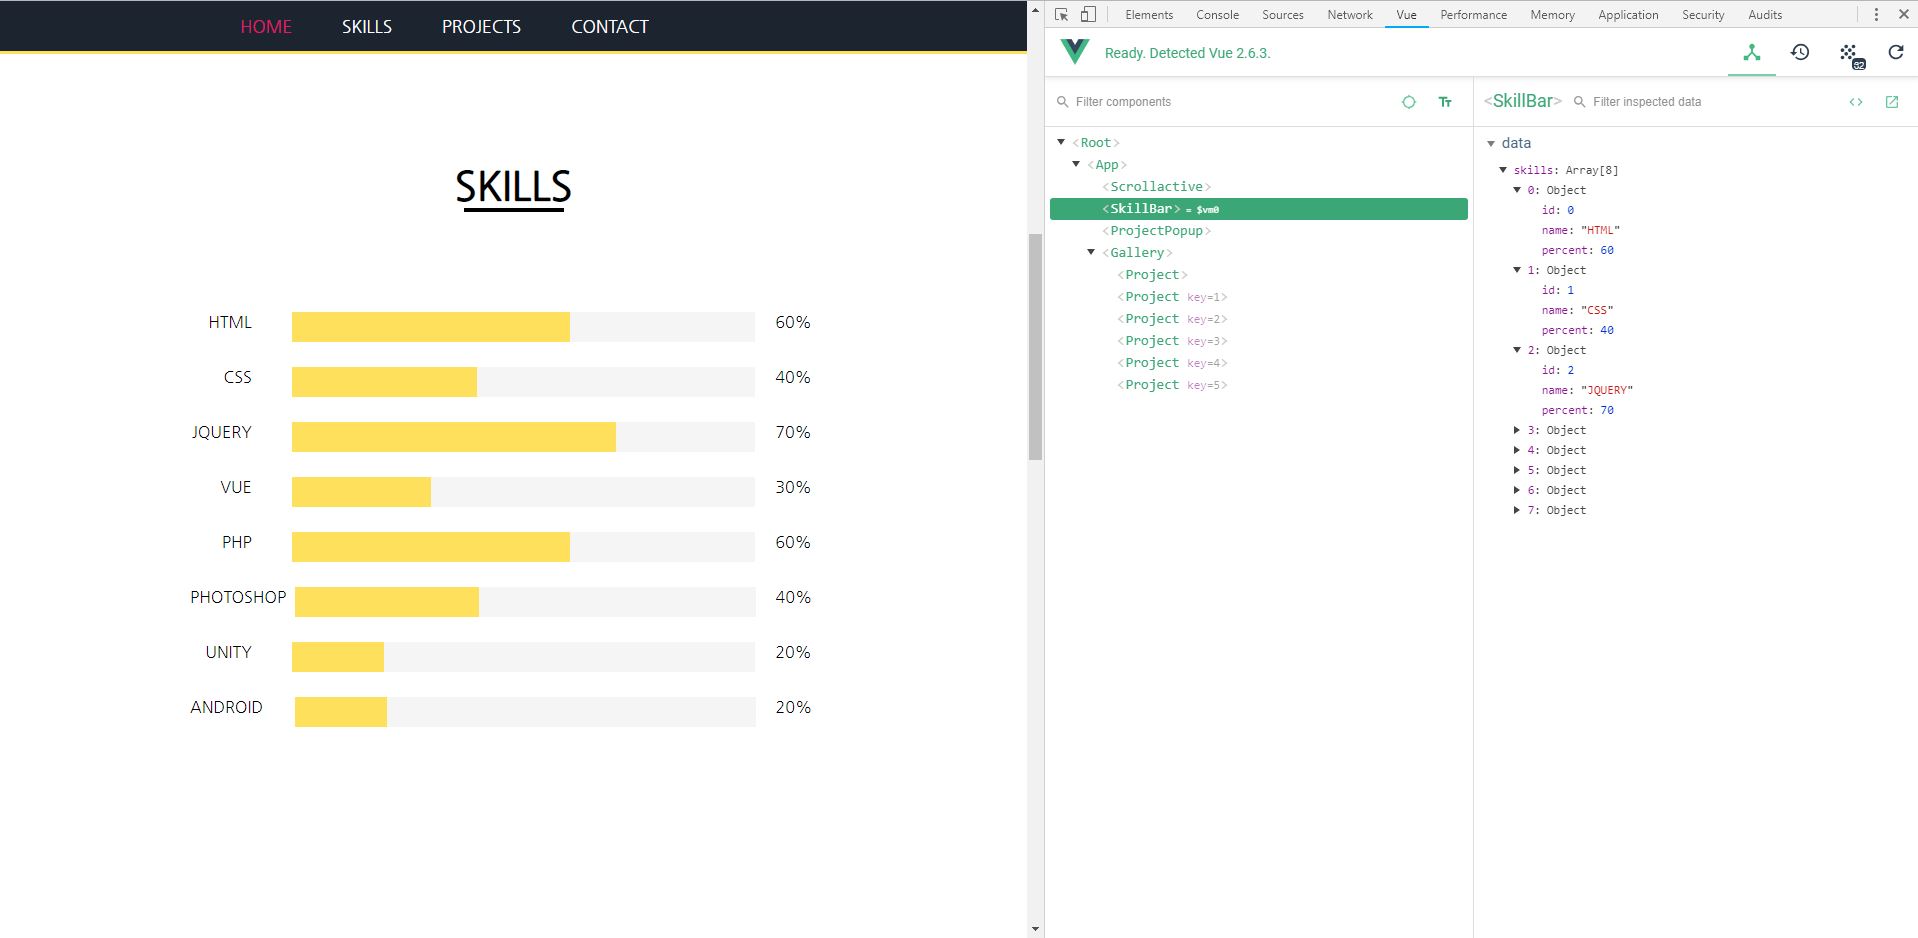 HOME SKILLS PROJECTS CONTACT
SKILLS
HTML 60%
CSS 40%
JQUERY 70%
VUE 30%
PHP 60%
PHOTOSHOP 40%
UNITY 20%
ANDROID 20%
Elements Console Sources Network Vue Performance Memory Application Security Audits
Ready. Detected Vue 2.6.3.
32
Filter components
Tт
<Root>
<App>
<Scrollactive>
<SkillBar> = $vm0
<ProjectPopup>
<Gallery>
<Project>
<Project key=1>
<Project key=2>
<Project key=3>
<Project key=4>
<Project key=5>
<SkillBar> Filter inspected data
data
skills: Array[8]
0: Object
id: 0
name: "HTML"
percent: 60
1: Object
id: 1
name: "CSS"
percent: 40
2: Object
id: 2
name: "JQUERY"
percent: 70
3: Object
4: Object
5: Object
6: Object
7: Object